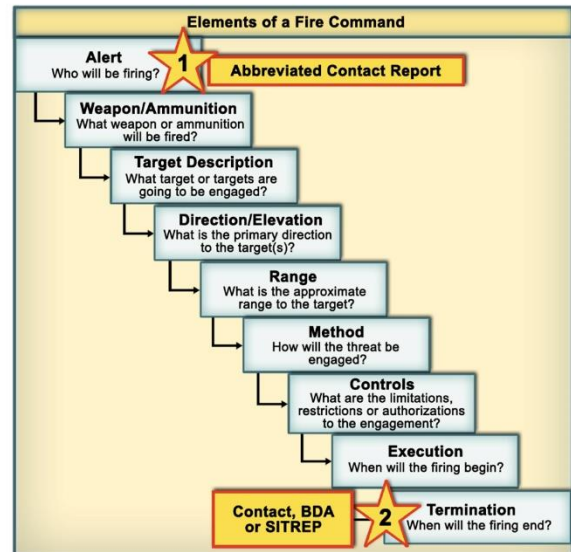 Elements of a Fire Command
Alert
Who will be firing?
1
Abbreviated Contact Report
Weapon/Ammunition
What weapon or ammunition
will be fired?
Target Description
What target or targets are
going to be engaged?
Direction/Elevation
What is the primary direction
to the target(s)?
Range
What is the approximate
range to the target?
Method
How will the threat be
engaged?
Controls
What are the limitations,
restrictions or authorizations
to the engagement?
Execution
When will the firing begin?
Contact, BDA
or SITREP
2
Termination
When will the firing end?